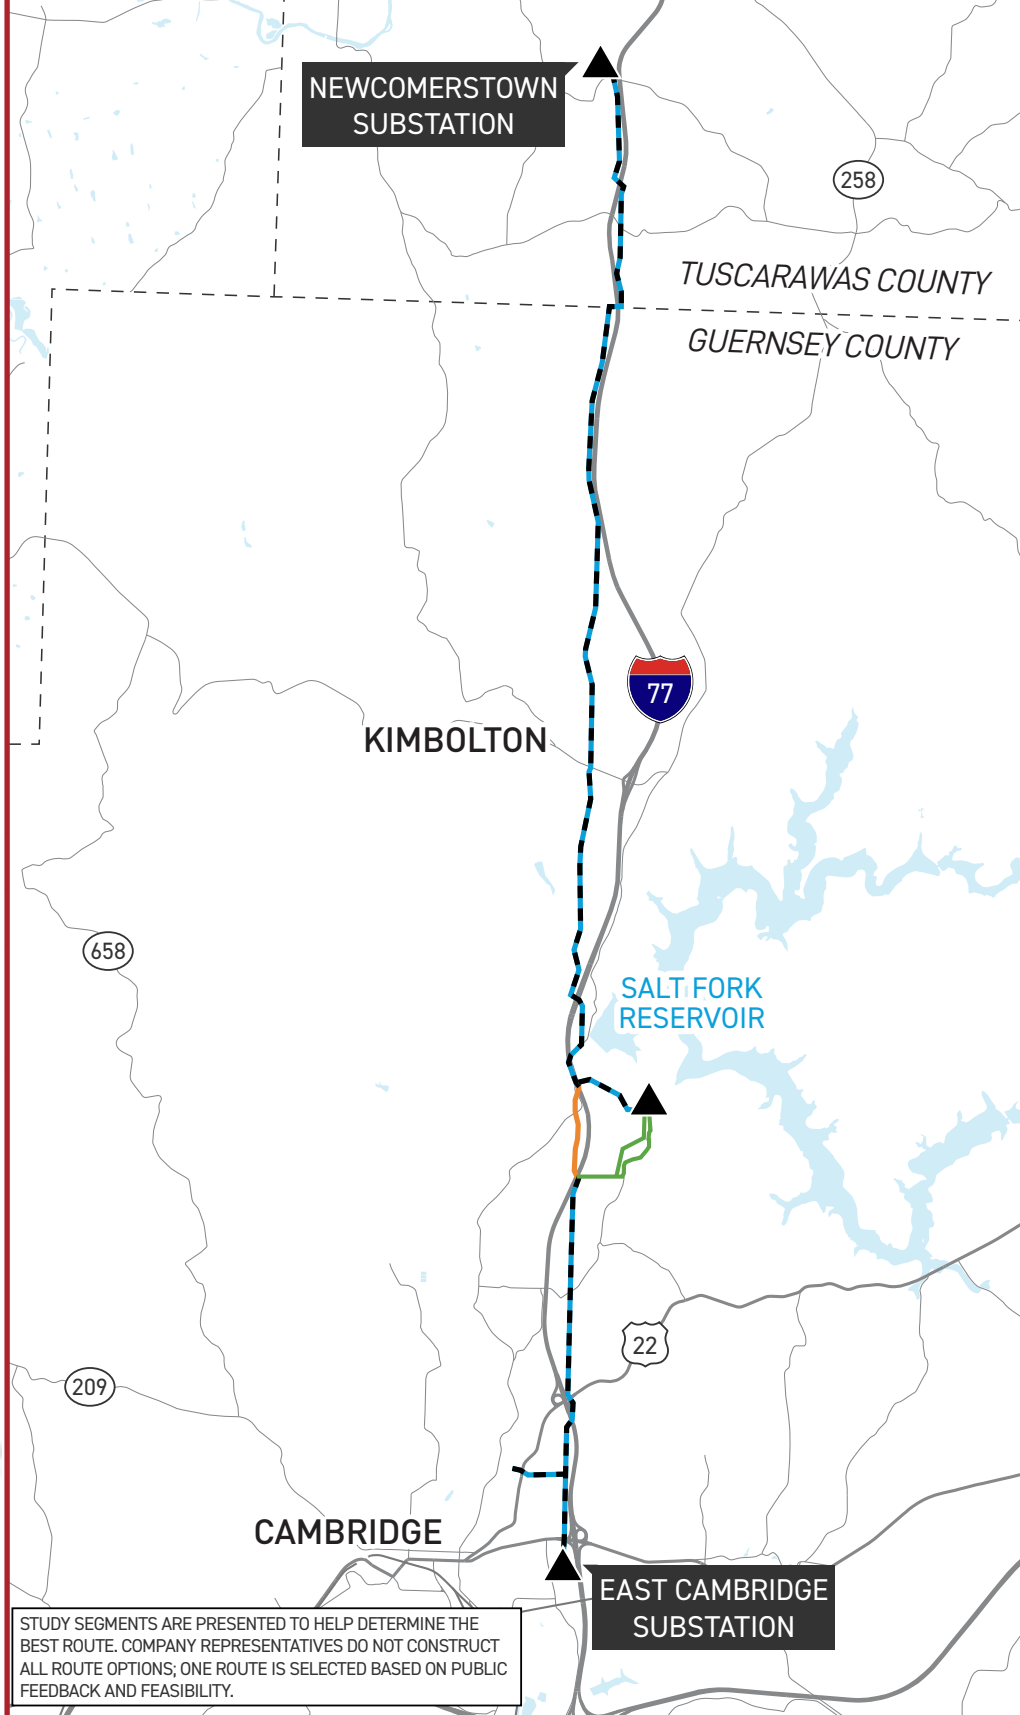 NEWCOMERSTOWN
SUBSTATION
258
TUSCARAWAS COUNTY
GUERNSEY COUNTY
77
KIMBOLTON
658
SALT FORK
RESERVOIR
22
209
CAMBRIDGE
EAST CAMBRIDGE
SUBSTATION
STUDY SEGMENTS ARE PRESENTED TO HELP DETERMINE THE
BEST ROUTE. COMPANY REPRESENTATIVES DO NOT CONSTRUCT
ALL ROUTE OPTIONS; ONE ROUTE IS SELECTED BASED ON PUBLIC
FEEDBACK AND FEASIBILITY.